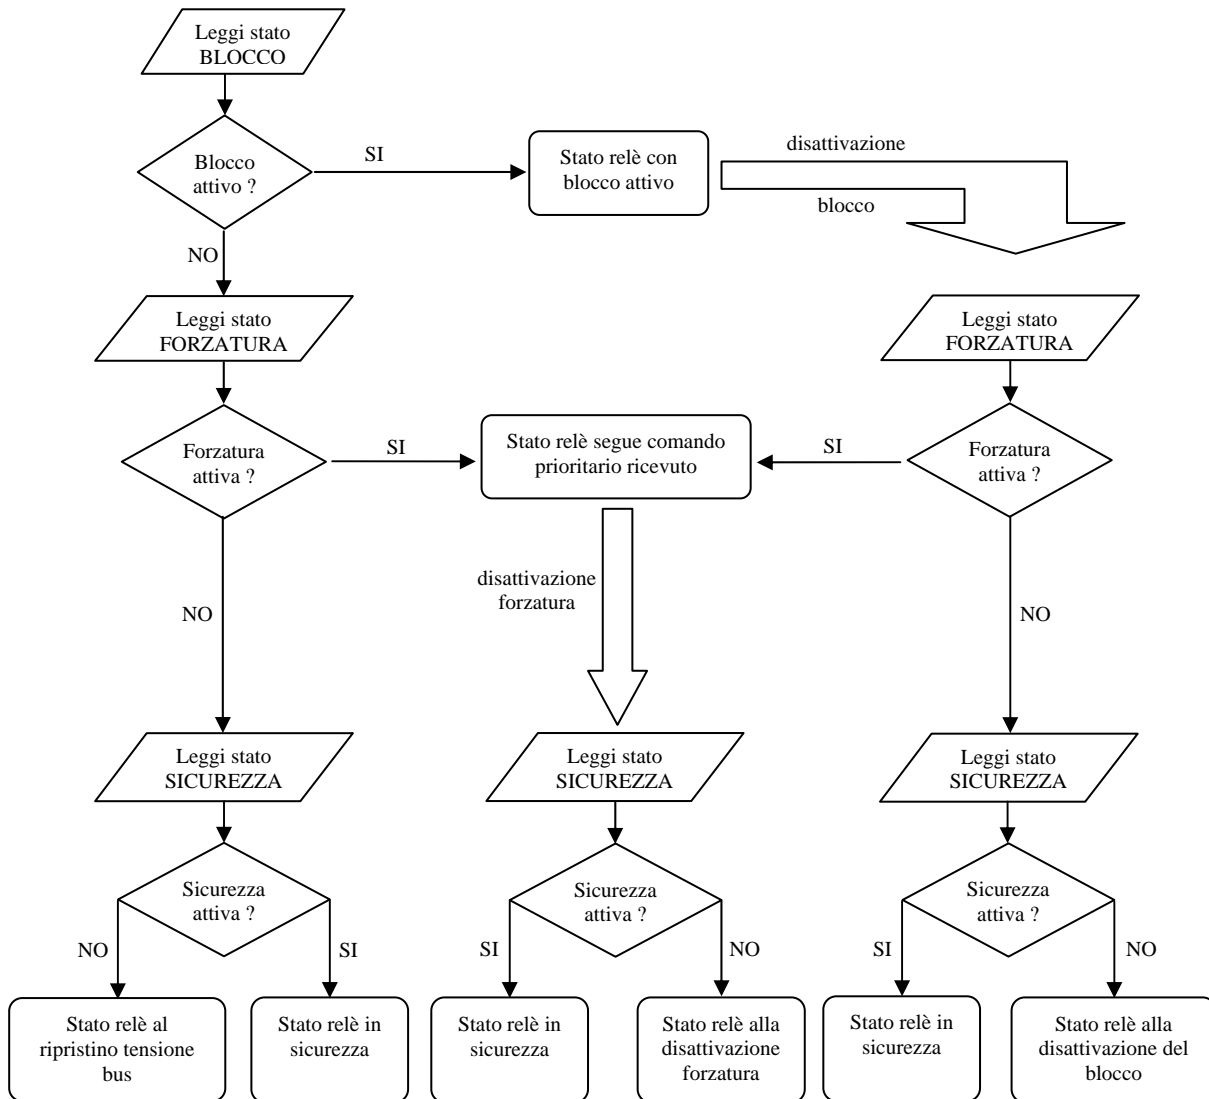 Leggi stato
BLOCCO
Blocco
attivo ?
SI
Stato relè con
blocco attivo
disattivazione
blocco
NO
Leggi stato
FORZATURA
Leggi stato
FORZATURA
Forzatura
attiva ?
SI
Stato relè segue comando
prioritario ricevuto
SI
Forzatura
attiva ?
disattivazione
forzatura
NO
NO
Leggi stato
SICUREZZA
Leggi stato
SICUREZZA
Leggi stato
SICUREZZA
Sicurezza
attiva ?
Sicurezza
attiva ?
Sicurezza
attiva ?
NO
SI
SI
NO
SI
NO
Stato relè al
ripristino tensione
bus
Stato relè in
sicurezza
Stato relè in
sicurezza
Stato relè alla
disattivazione
forzatura
Stato relè in
sicurezza
Stato relè alla
disattivazione del
blocco